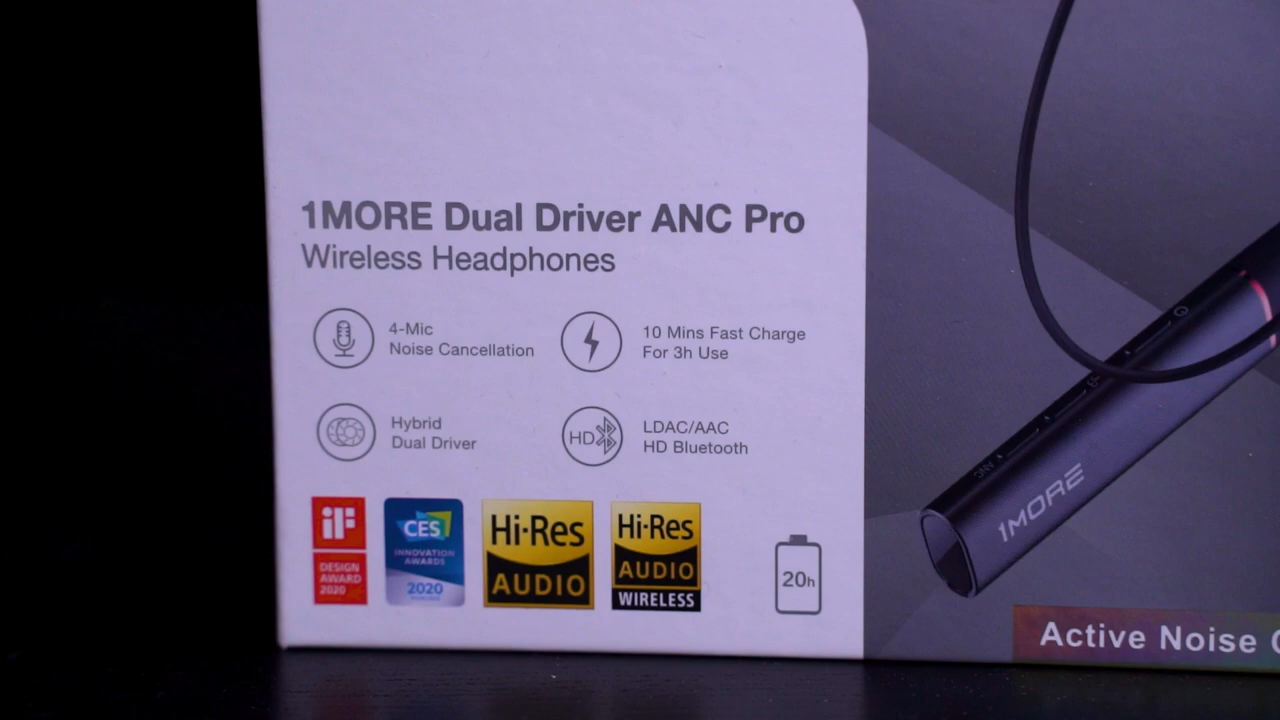 1MORE Dual Driver ANC Pro
Wireless Headphones
4-Mic
Noise Cancellation
10 Mins Fast Charge
For 3h Use
Hybrid
Dual Driver
HD
LDAC/AAC
HD Bluetooth
iF
DESIGN
AWARD
2020
CES
INNOVATION
AWARDS
2020
Hi-Res
AUDIO
Hi-Res
AUDIO
WIRELESS
20h
ANC
1MORE
Active Noise